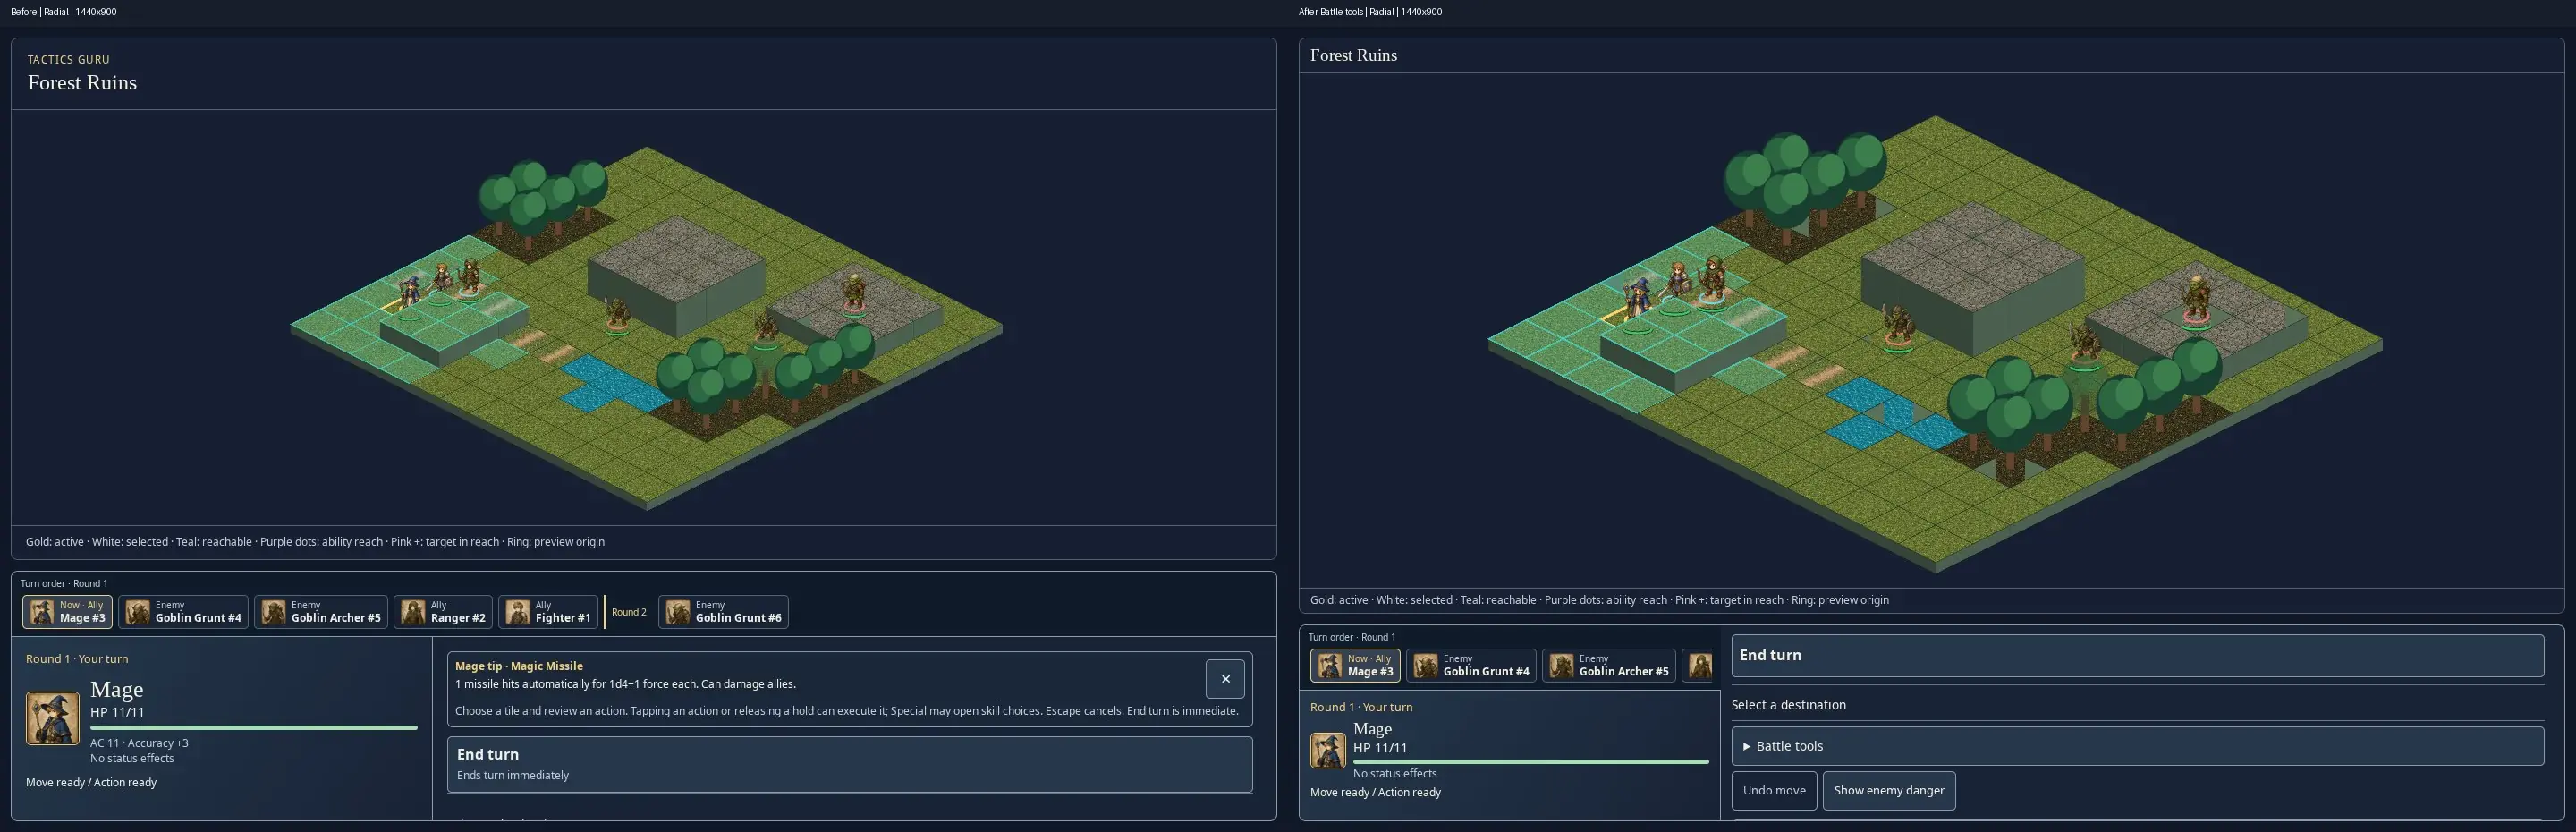 Before | Radial | 1440x900
TACTICS GURU
Forest Ruins
Gold: active · White: selected · Teal: reachable · Purple dots: ability reach · Pink +: target in reach · Ring: preview origin
Turn order · Round 1
Now · Ally
Mage #3
Enemy
Goblin Grunt #4
Enemy
Goblin Archer #5
Ally
Ranger #2
Ally
Fighter #1
Round 2
Enemy
Goblin Grunt #6
Round 1 · Your turn
Mage
HP 11/11
AC 11 · Accuracy +3
No status effects
Move ready / Action ready
Mage tip · Magic Missile
1 missile hits automatically for 1d4+1 force each. Can damage allies.
Choose a tile and review an action. Tapping an action or releasing a hold can execute it; Special may open skill choices. Escape cancels. End turn is immediate.
×
End turn
Ends turn immediately
After Battle tools | Radial | 1440x900
Forest Ruins
Gold: active · White: selected · Teal: reachable · Purple dots: ability reach · Pink +: target in reach · Ring: preview origin
Turn order · Round 1
Now · Ally
Mage #3
Enemy
Goblin Grunt #4
Enemy
Goblin Archer #5
Round 1 · Your turn
Mage
HP 11/11
No status effects
Move ready / Action ready
End turn
Select a destination
▶ Battle tools
Undo move
Show enemy danger